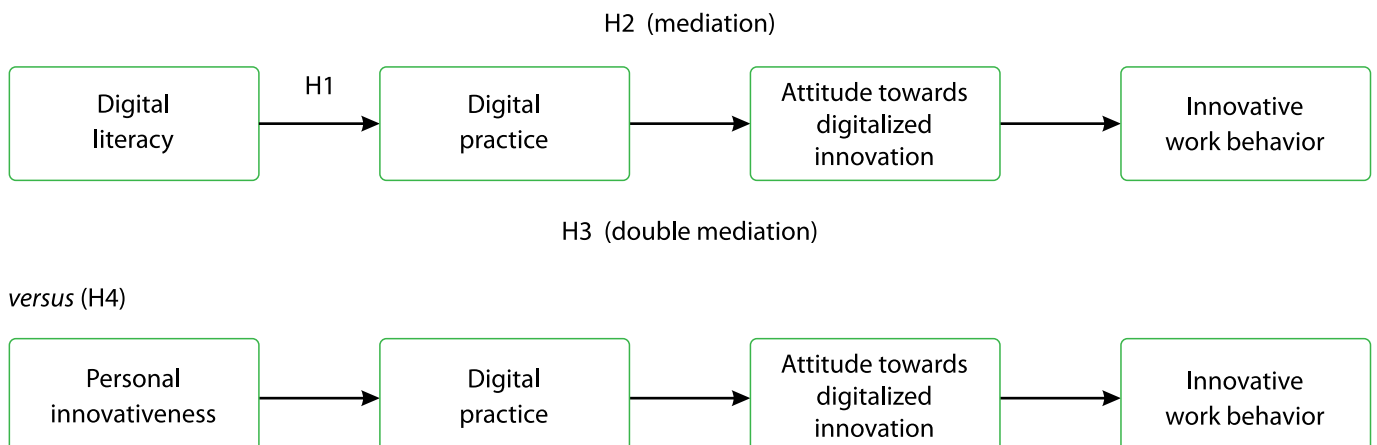 H2 (mediation)
Digital
literacy
H1
Digital
practice
Attitude towards
digitalized
innovation
Innovative
work behavior
H3 (double mediation)
versus (H4)
Personal
innovativeness
Digital
practice
Attitude towards
digitalized
innovation
Innovative
work behavior